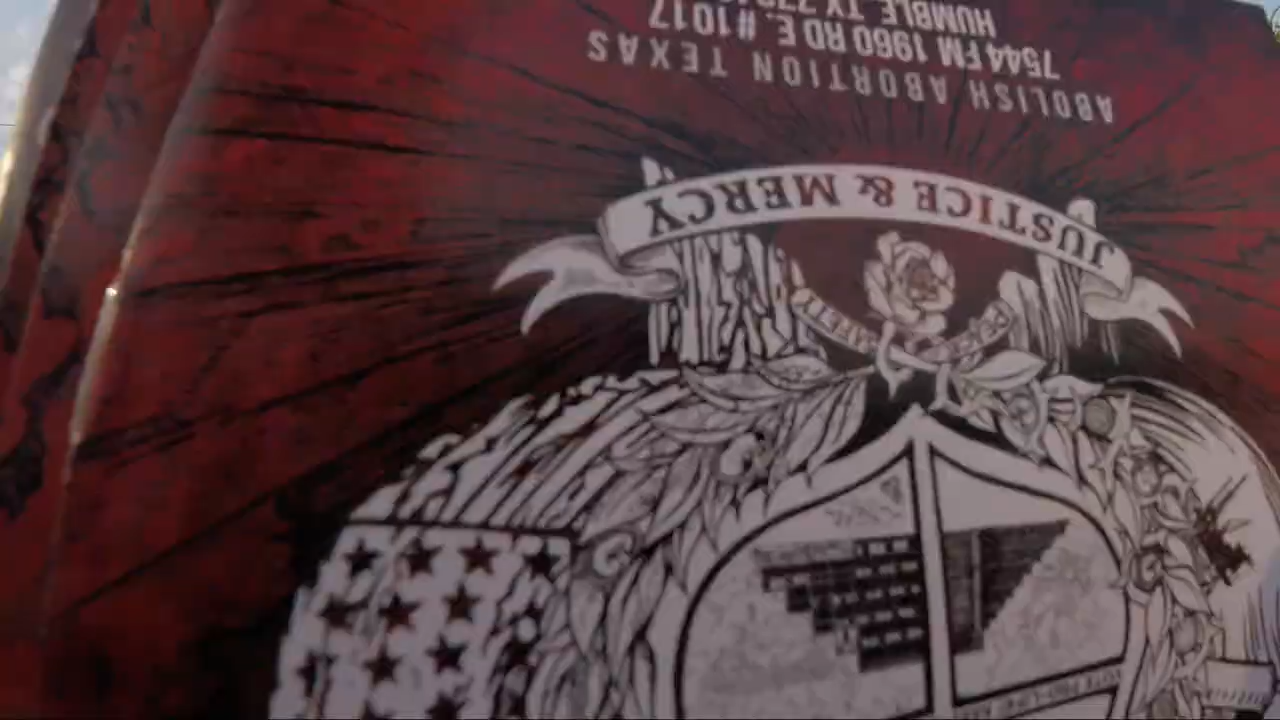 JUSTICE & MERCY
ABOLISH ABORTION TEXAS
7544 FM 1960 RD E. #1017
HUMBLE, TX